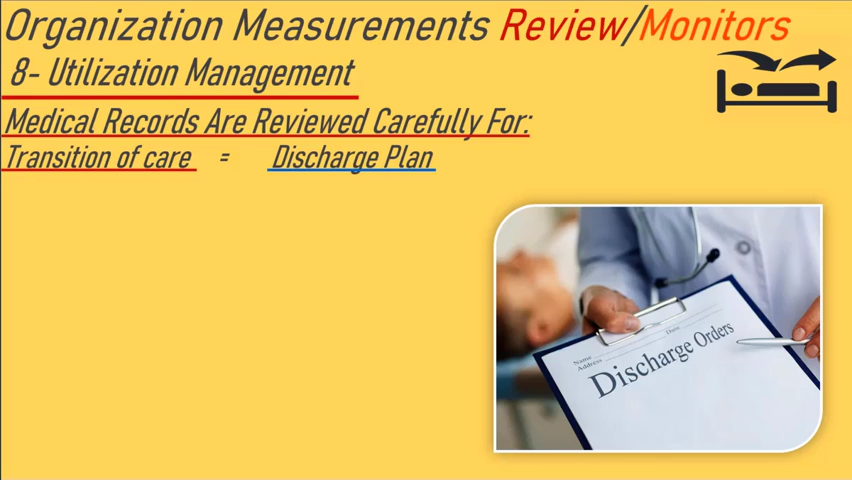 Organization Measurements Review/Monitors
8- Utilization Management
Medical Records Are Reviewed Carefully For:
Transition of care = Discharge Plan
Name
Date
Address
Discharge Orders